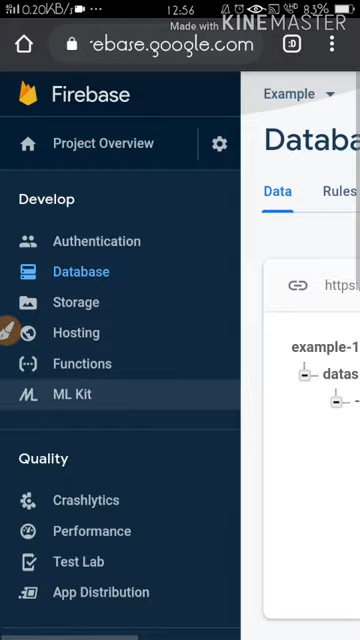 0.20KB/s
12:56
83%
Made with
KINEMASTER
rebase.google.com
:D
Firebase
Example
Project Overview
Databa
Develop
Data
Rules
Authentication
Database
Storage
https:
Hosting
example-1
Functions
datas
ML Kit
Quality
Crashlytics
Performance
Test Lab
App Distribution